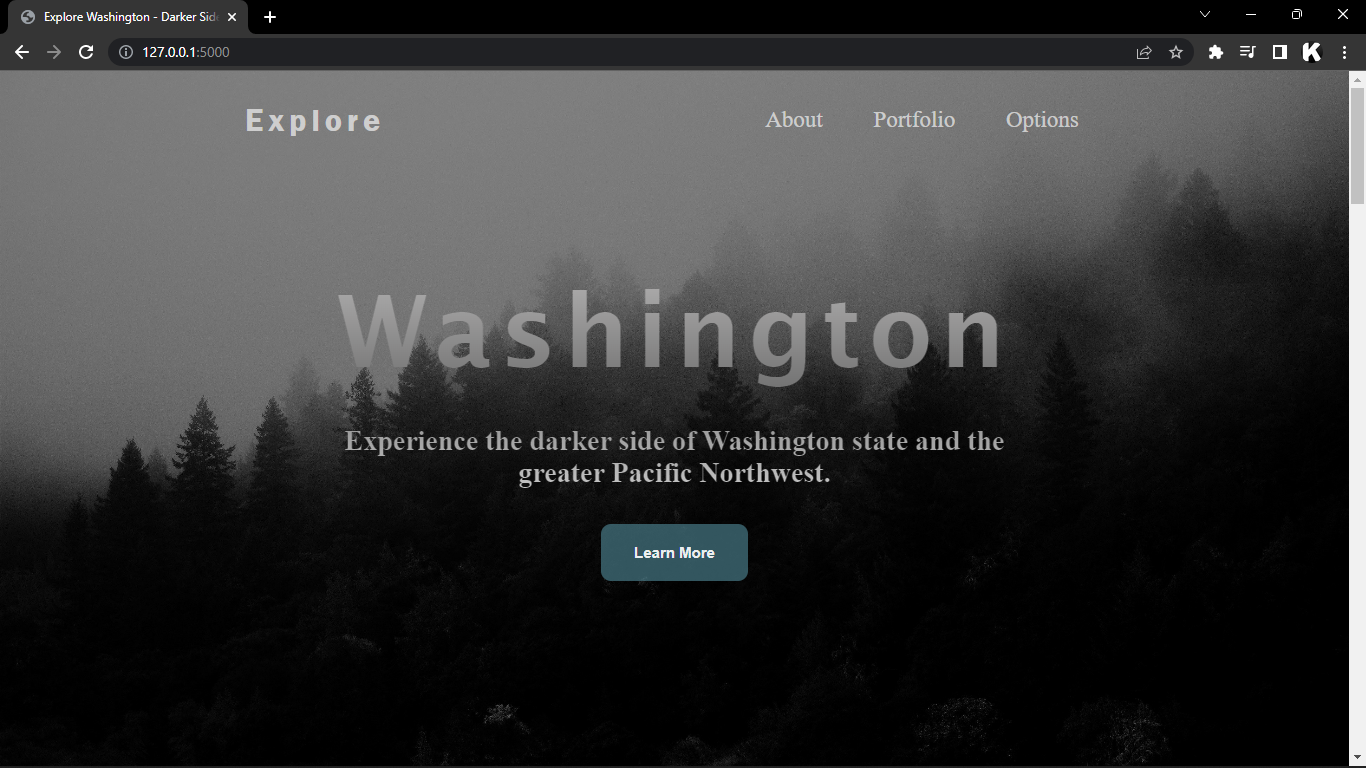 Explore Washington - Darker Sid
127.0.0.1:5000
Explore
About Portfolio Options
Washington
Experience the darker side of Washington state and the
greater Pacific Northwest.
Learn More